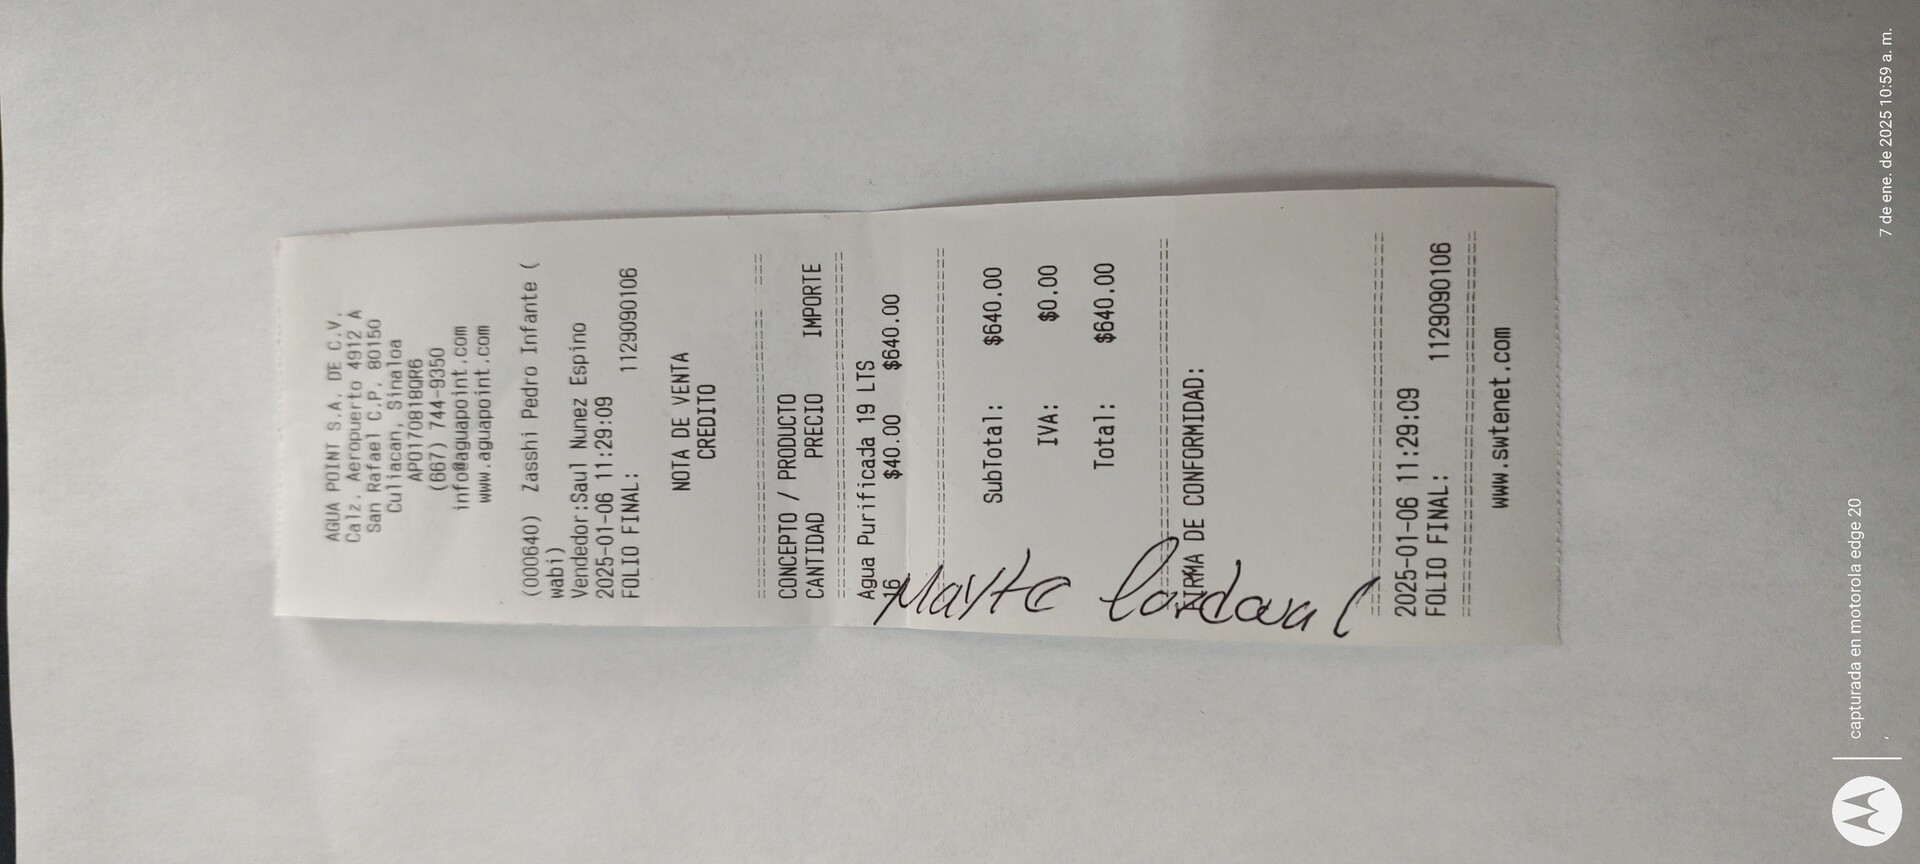 AGUA POINT S.A. DE C.V.
Calz. Aeropuerto 4912 A
San Rafael C.P. 80150
Culiacan, Sinaloa
APO170818QR6
(667) 744-9350
info@aguapoint.com
www.aguapoint.com
(000640) Zasshi Pedro Infante (
wabi)
Vendedor:Saul Nunez Espino
2025-01-06 11:29:09
FOLIO FINAL: 1129090106
NOTA DE VENTA
CREDITO
CONCEPTO / PRODUCTO
CANTIDAD PRECIO IMPORTE
Agua Purificada 19 LTS
16 $40.00 $640.00
SubTotal: $640.00
IVA: $0.00
Total: $640.00
FIRMA DE CONFORMIDAD:
Mayte Cordova C
2025-01-06 11:29:09
FOLIO FINAL: 1129090106
www.swtenet.com
capturada en motorola edge 20
7 de ene. de 2025 10:59 a. m.